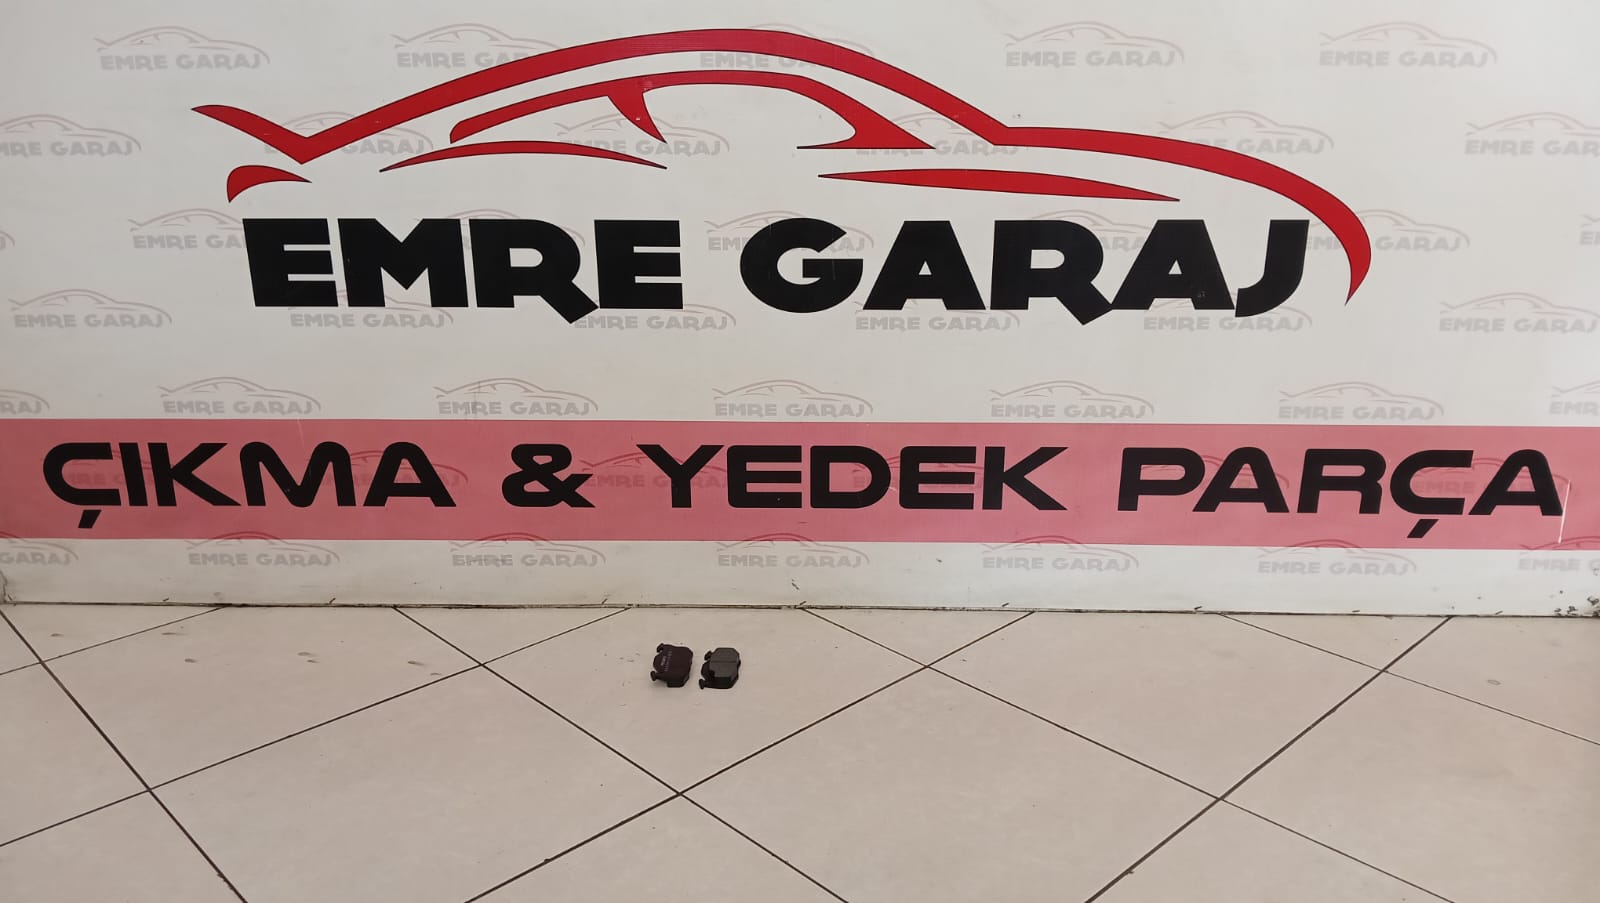 EMRE GARAJ
ÇIKMA & YEDEK PARÇA